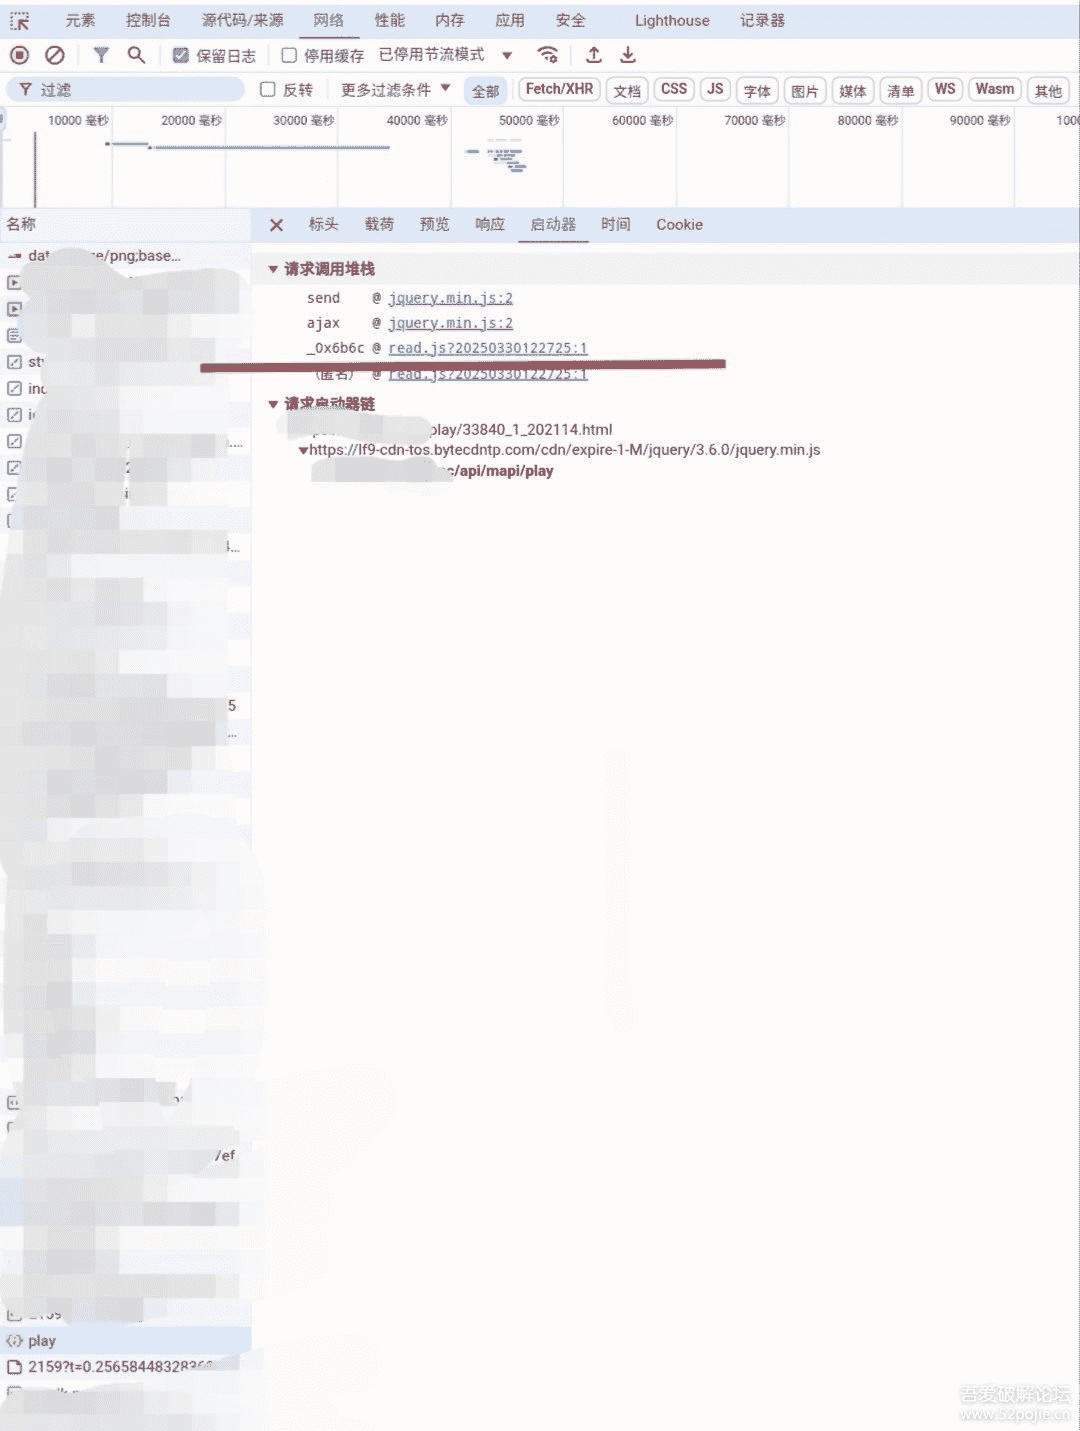 元素 控制台 源代码/来源 网络 性能 内存 应用 安全 Lighthouse 记录器
保留日志 停用缓存 已停用节流模式
过滤 反转 更多过滤条件 全部 Fetch/XHR 文档 CSS JS 字体 图片 媒体 清单 WS Wasm 其他
10000 毫秒 20000 毫秒 30000 毫秒 40000 毫秒 50000 毫秒 60000 毫秒 70000 毫秒 80000 毫秒 90000 毫秒 1000
名称 标头 载荷 预览 响应 启动器 时间 Cookie
dat e/png;base...
请求调用堆栈
send @ jquery.min.js:2
ajax @ jquery.min.js:2
_0x6b6c @ read.js?20250330122725:1
(匿名) @ read.js?20250330122725:1
请求启动器链
play/33840_1_202114.html
https://lf9-cdn-tos.bytecdntp.com/cdn/expire-1-M/jquery/3.6.0/jquery.min.js
c/api/mapi/play
5
/ef
play
2159?t=0.25658448328
吾爱破解论坛
www.52pojie.cn